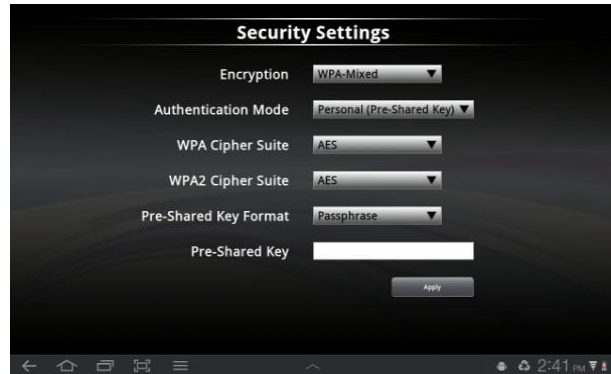 Security Settings
Encryption WPA-Mixed
Authentication Mode Personal (Pre-Shared Key)
WPA Cipher Suite AES
WPA2 Cipher Suite AES
Pre-Shared Key Format Passphrase
Pre-Shared Key
Apply
2:41 PM